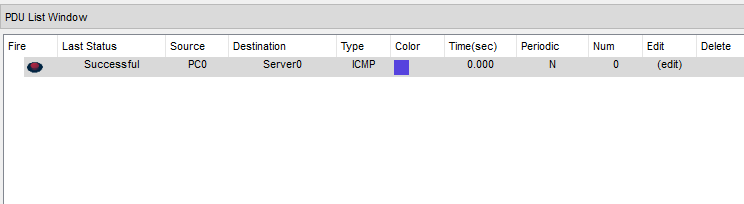 PDU List Window
Fire Last Status Source Destination Type Color Time(sec) Periodic Num Edit Delete
Successful PC0 Server0 ICMP 0.000 N 0 (edit)